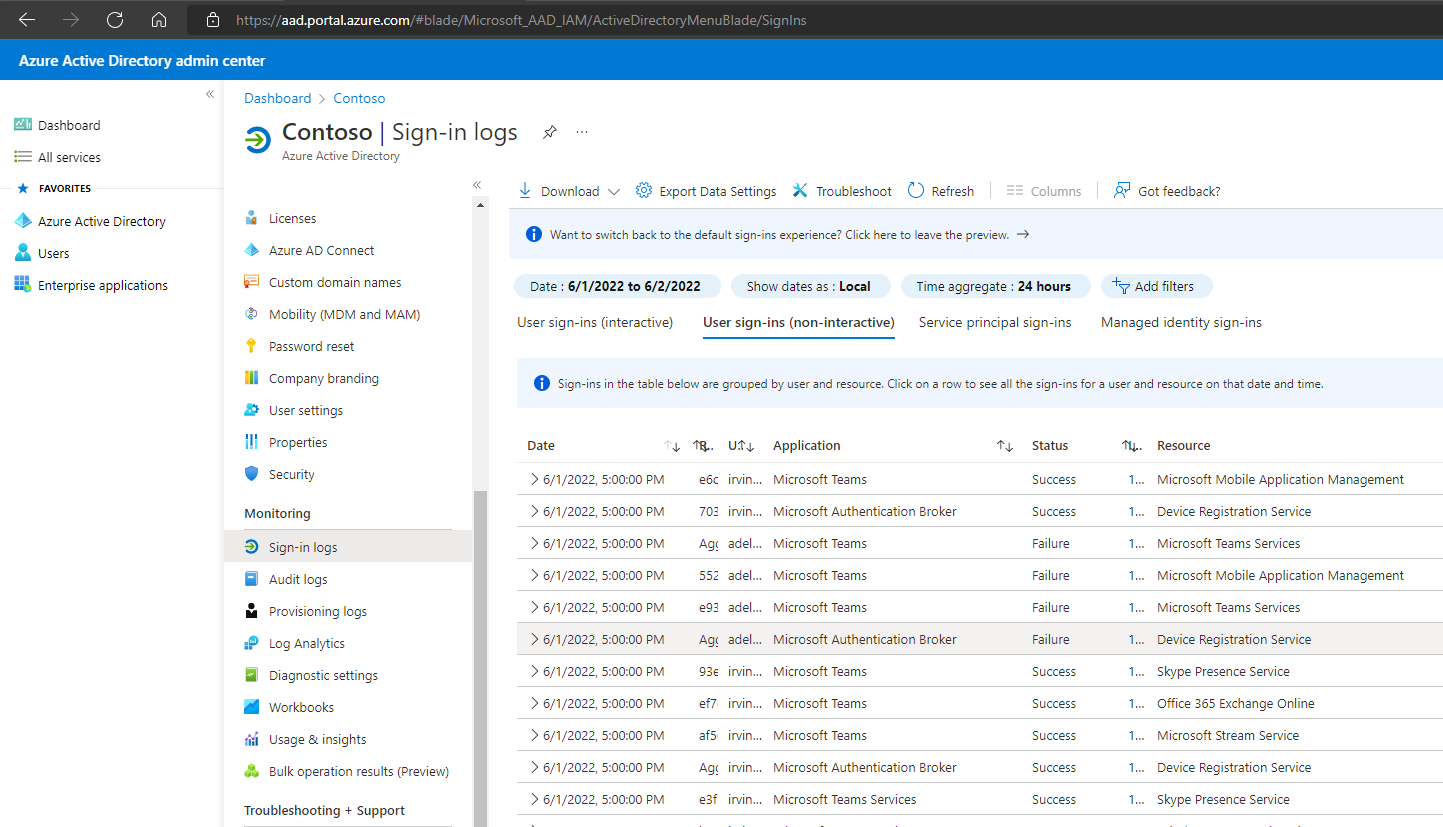 https://aad.portal.azure.com/#blade/Microsoft_AAD_IAM/ActiveDirectoryMenuBlade/SignIns
Azure Active Directory admin center
Dashboard
All services
FAVORITES
Azure Active Directory
Users
Enterprise applications
Dashboard > Contoso
Contoso | Sign-in logs
Azure Active Directory
Licenses
Azure AD Connect
Custom domain names
Mobility (MDM and MAM)
Password reset
Company branding
User settings
Properties
Security
Monitoring
Sign-in logs
Audit logs
Provisioning logs
Log Analytics
Diagnostic settings
Workbooks
Usage & insights
Bulk operation results (Preview)
Troubleshooting + Support
Download Export Data Settings Troubleshoot Refresh Columns Got feedback?
Want to switch back to the default sign-ins experience? Click here to leave the preview. →
Date : 6/1/2022 to 6/2/2022 Show dates as : Local Time aggregate : 24 hours Add filters
User sign-ins (interactive) User sign-ins (non-interactive) Service principal sign-ins Managed identity sign-ins
Sign-ins in the table below are grouped by user and resource. Click on a row to see all the sign-ins for a user and resource on that date and time.
Date Application Status Resource
6/1/2022, 5:00:00 PM e6c irvin... Microsoft Teams Success 1... Microsoft Mobile Application Management
6/1/2022, 5:00:00 PM 703 irvin... Microsoft Authentication Broker Success 1... Device Registration Service
6/1/2022, 5:00:00 PM Agg adel... Microsoft Teams Failure 1... Microsoft Teams Services
6/1/2022, 5:00:00 PM 552 adel... Microsoft Teams Failure 1... Microsoft Mobile Application Management
6/1/2022, 5:00:00 PM e93 adel... Microsoft Teams Failure 1... Microsoft Teams Services
6/1/2022, 5:00:00 PM Agg adel... Microsoft Authentication Broker Failure 1... Device Registration Service
6/1/2022, 5:00:00 PM 93e irvin... Microsoft Teams Success 1... Skype Presence Service
6/1/2022, 5:00:00 PM ef7 irvin... Microsoft Teams Success 1... Office 365 Exchange Online
6/1/2022, 5:00:00 PM af5 irvin... Microsoft Teams Success 1... Microsoft Stream Service
6/1/2022, 5:00:00 PM Agg irvin... Microsoft Authentication Broker Success 1... Device Registration Service
6/1/2022, 5:00:00 PM e3f irvin... Microsoft Teams Services Success 1... Skype Presence Service